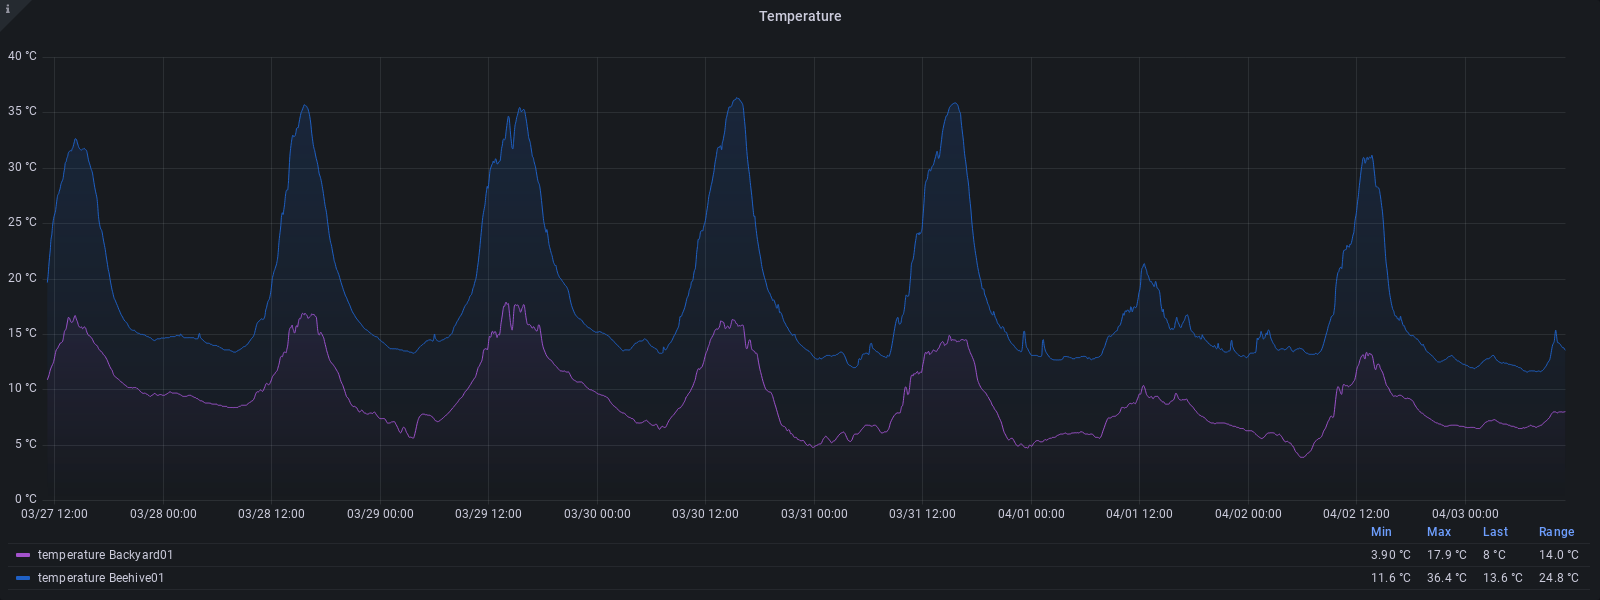 i
Temperature
40 °C
35 °C
30 °C
25 °C
20 °C
15 °C
10 °C
5 °C
0 °C
03/27 12:00 03/28 00:00 03/28 12:00 03/29 00:00 03/29 12:00 03/30 00:00 03/30 12:00 03/31 00:00 03/31 12:00 04/01 00:00 04/01 12:00 04/02 00:00 04/02 12:00 04/03 00:00
Min Max Last Range
temperature Backyard01 3.90 °C 17.9 °C 8 °C 14.0 °C
temperature Beehive01 11.6 °C 36.4 °C 13.6 °C 24.8 °C